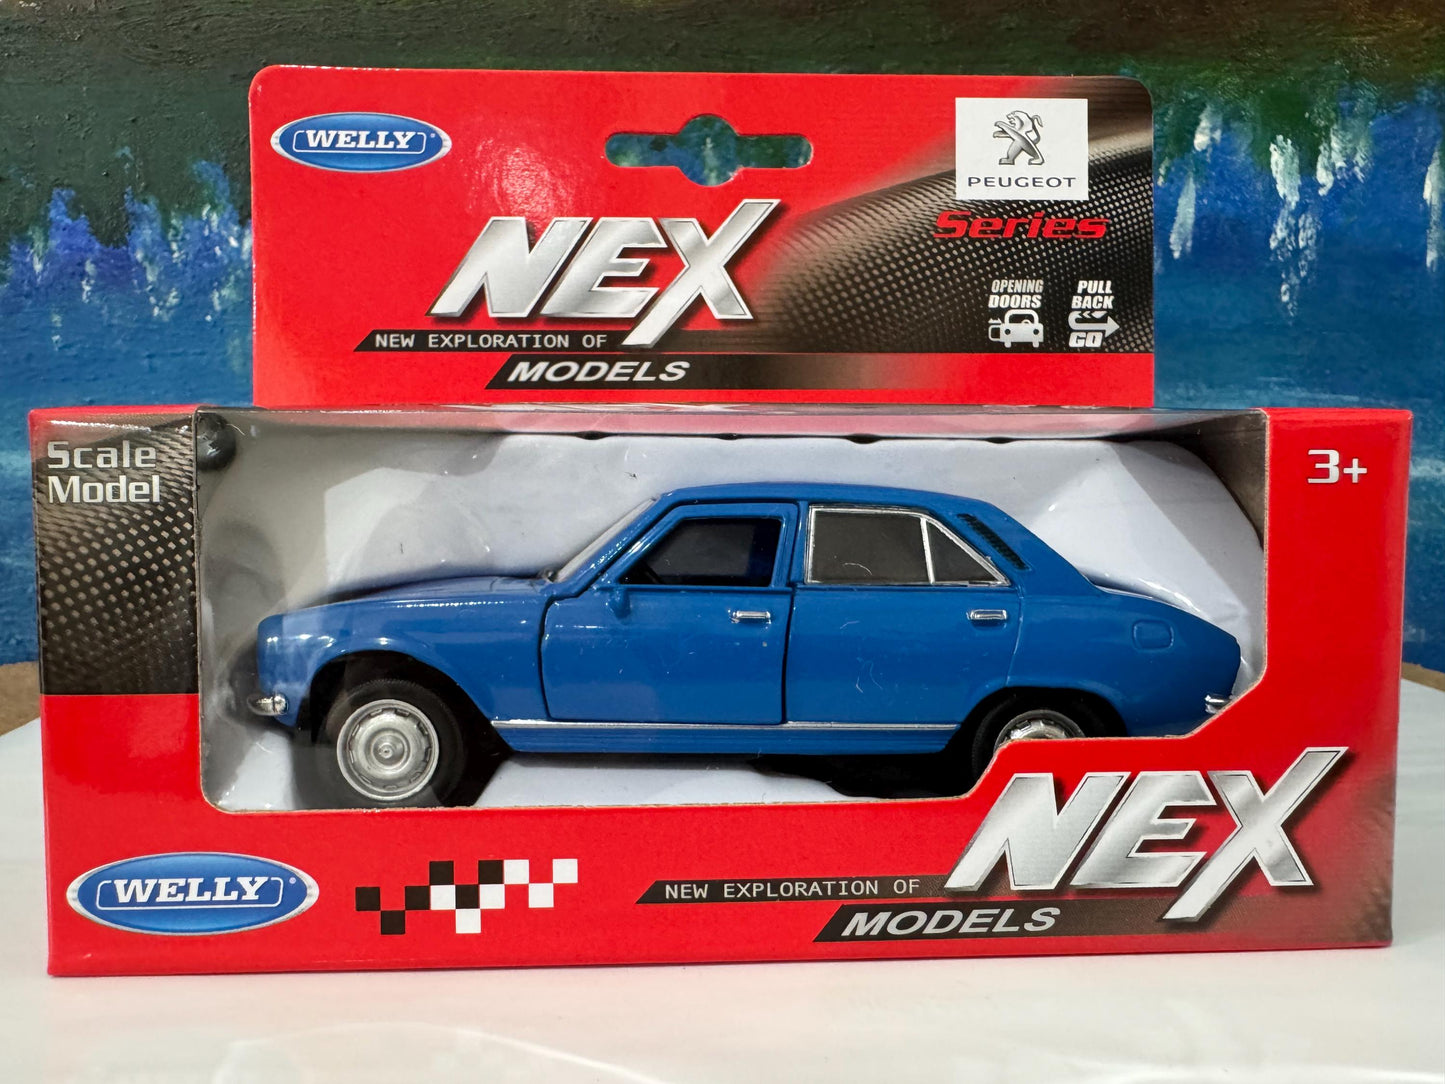 WELLY
PEUGEOT
Series
NEX
OPENING
DOORS
PULL
BACK
GO
NEW EXPLORATION OF
MODELS
Scale
Model
3+
WELLY
NEX
NEW EXPLORATION OF
MODELS